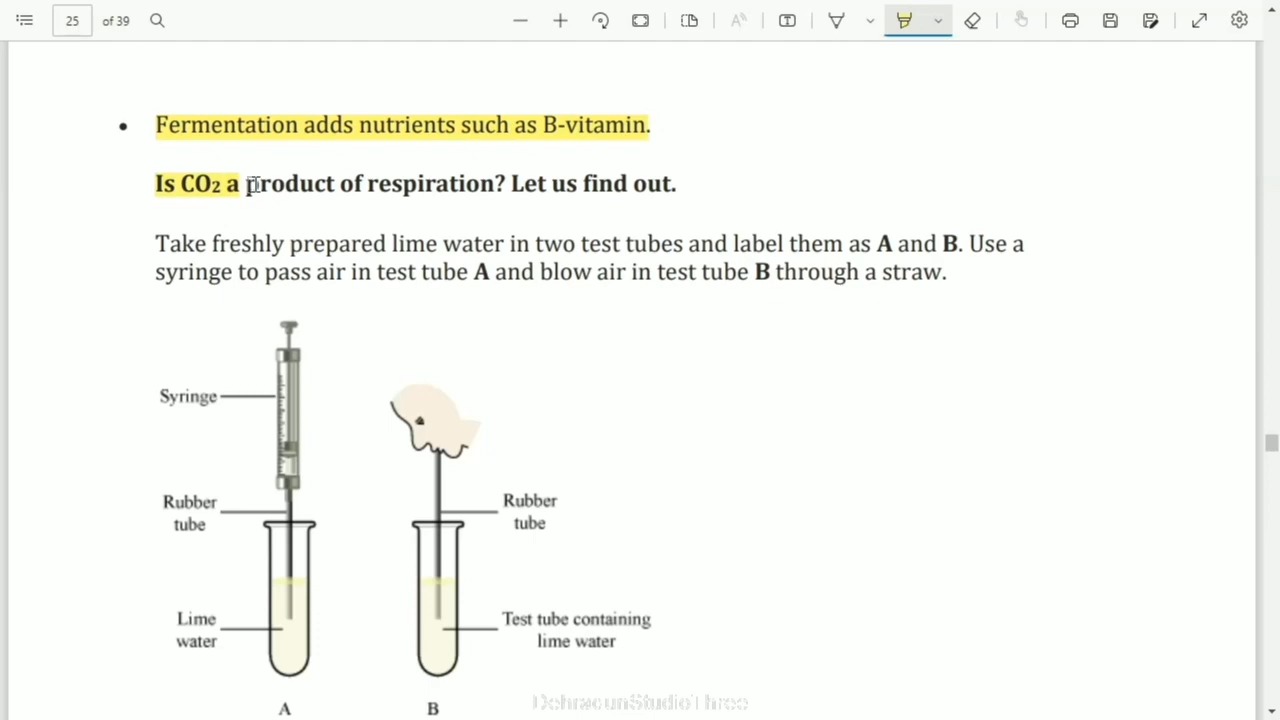 25 of 39
Fermentation adds nutrients such as B-vitamin.
Is CO₂ a product of respiration? Let us find out.
Take freshly prepared lime water in two test tubes and label them as A and B. Use a
syringe to pass air in test tube A and blow air in test tube B through a straw.
Syringe
Rubber
tube
Rubber
tube
Lime
water
Test tube containing
lime water
A
B
DehradunStudioThree